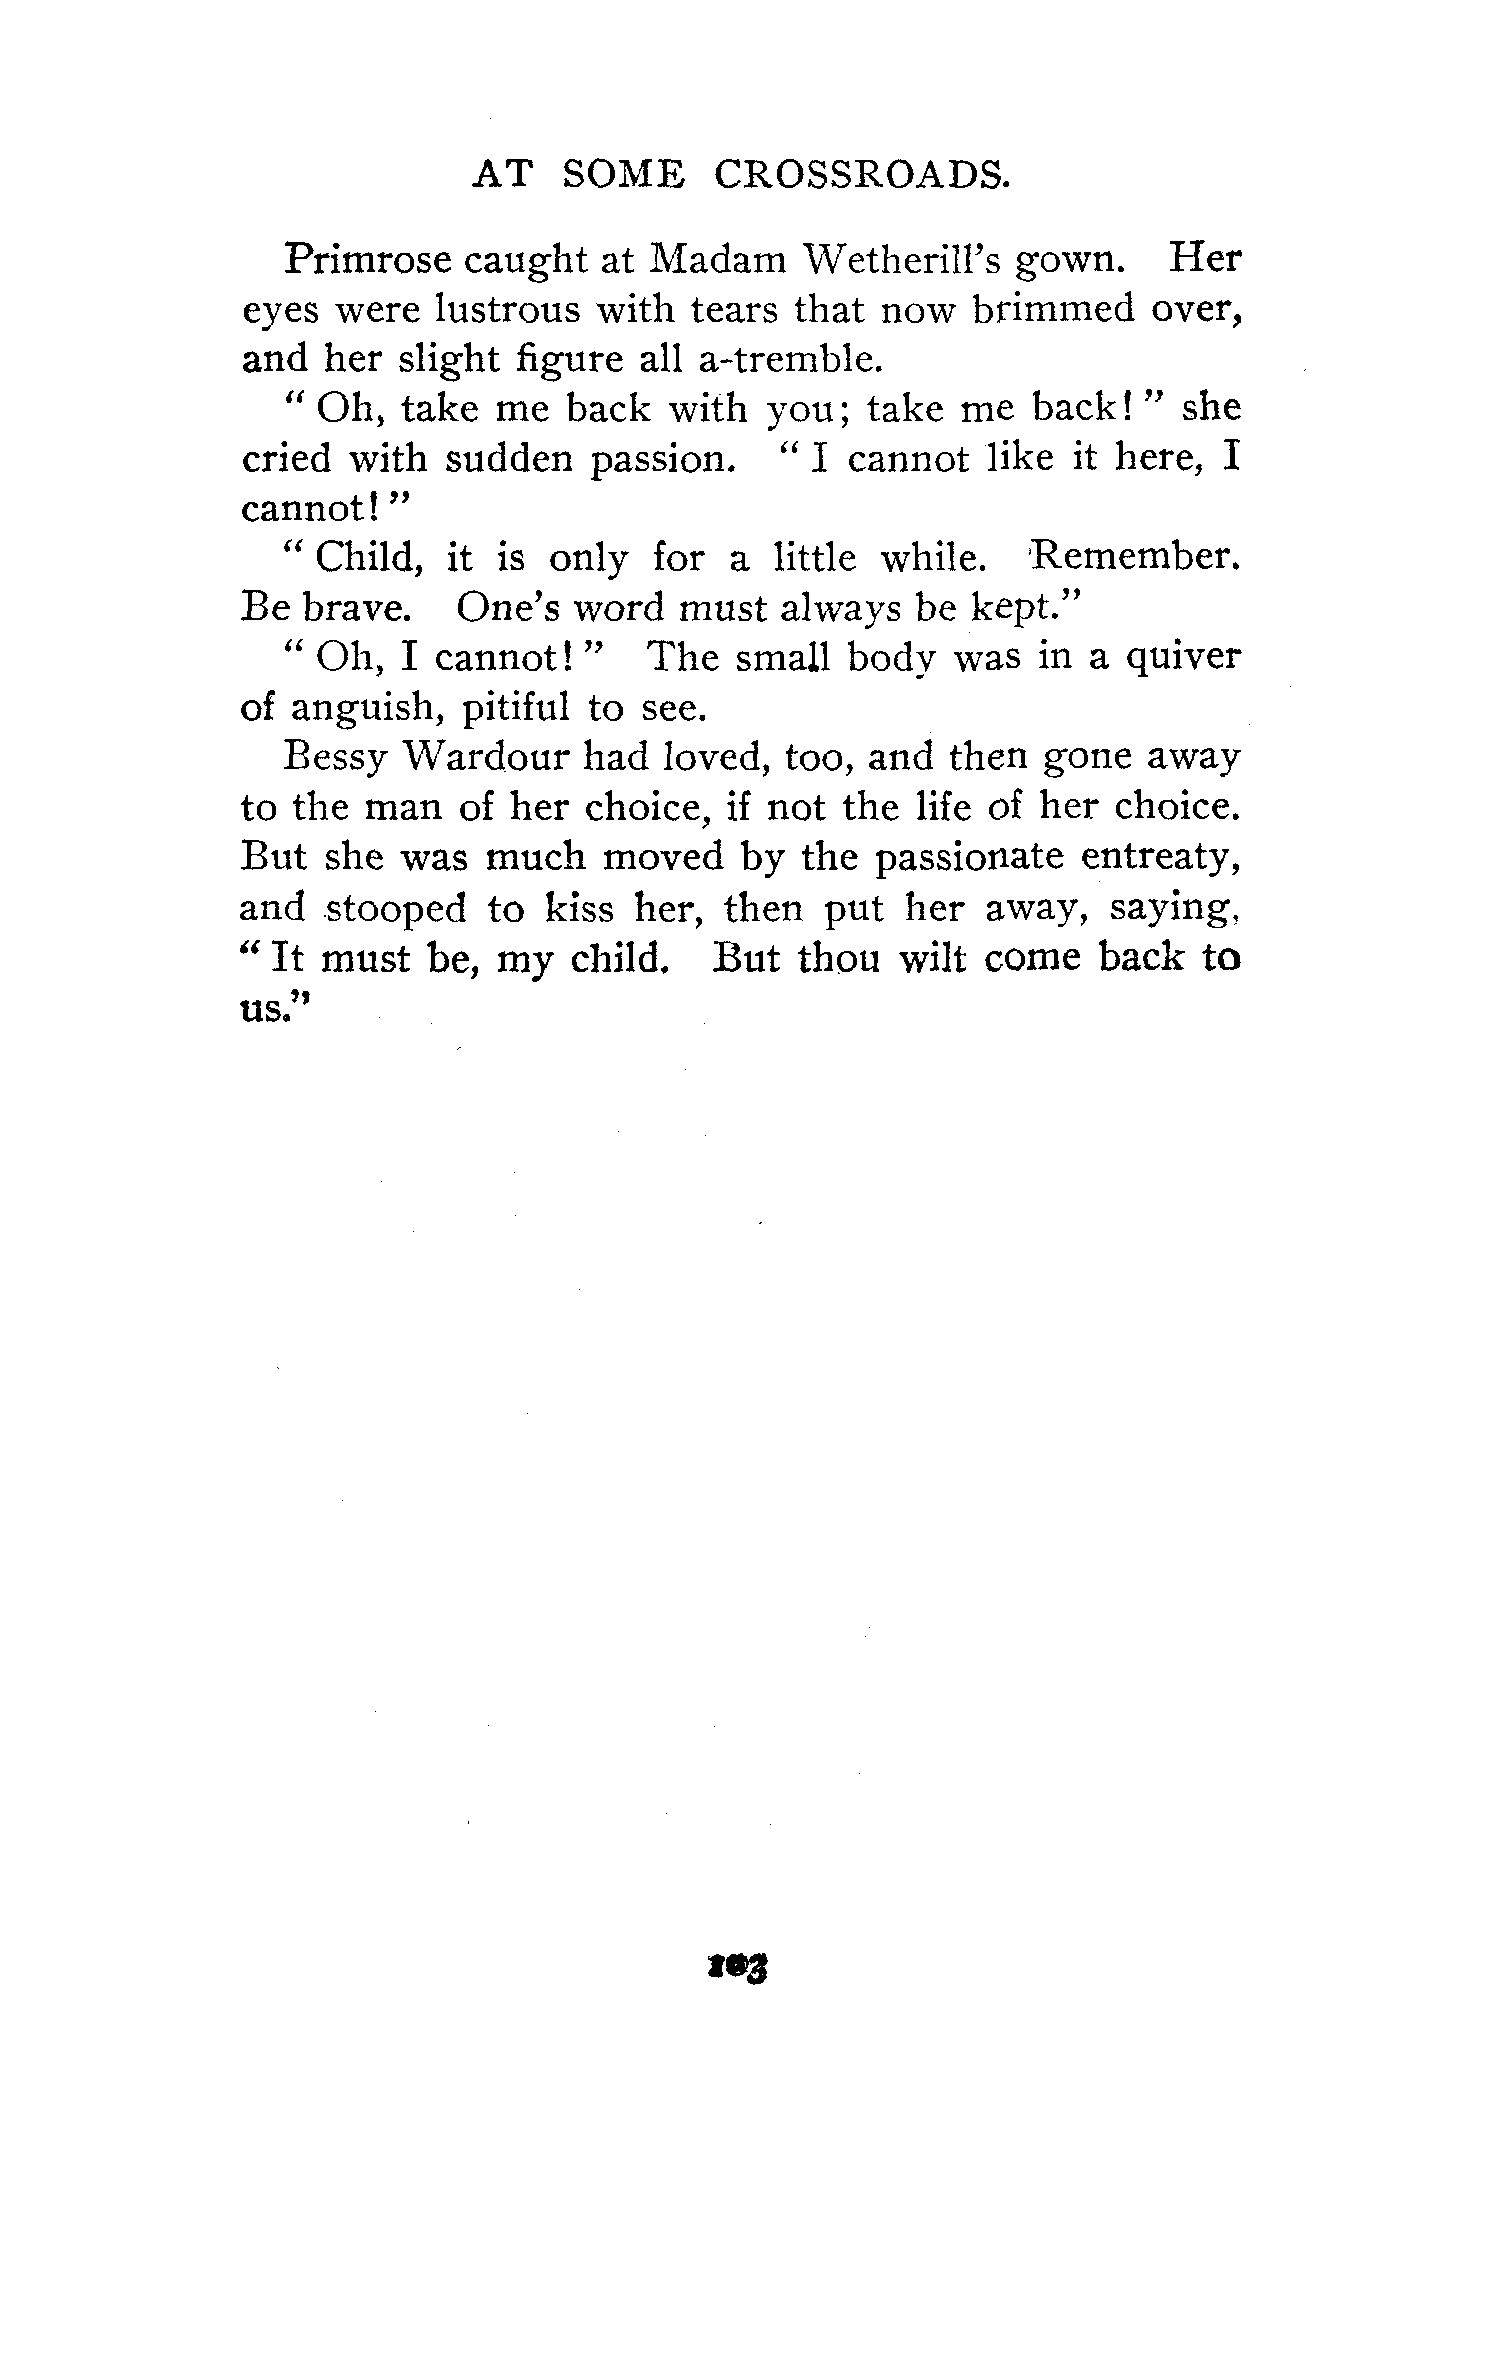 AT SOME CROSSROADS.
Primrose caught at Madam Wetherill's gown. Her
eyes were lustrous with tears that now brimmed over,
and her slight figure all a-tremble.
" Oh, take me back with you; take me back! " she
cried with sudden passion. " I cannot like it here, I
cannot! "
" Child, it is only for a little while. Remember.
Be brave. One's word must always be kept."
" Oh, I cannot! " The small body was in a quiver
of anguish, pitiful to see.
Bessy Wardour had loved, too, and then gone away
to the man of her choice, if not the life of her choice.
But she was much moved by the passionate entreaty,
and stooped to kiss her, then put her away, saying,
" It must be, my child. But thou wilt come back to
us."
103